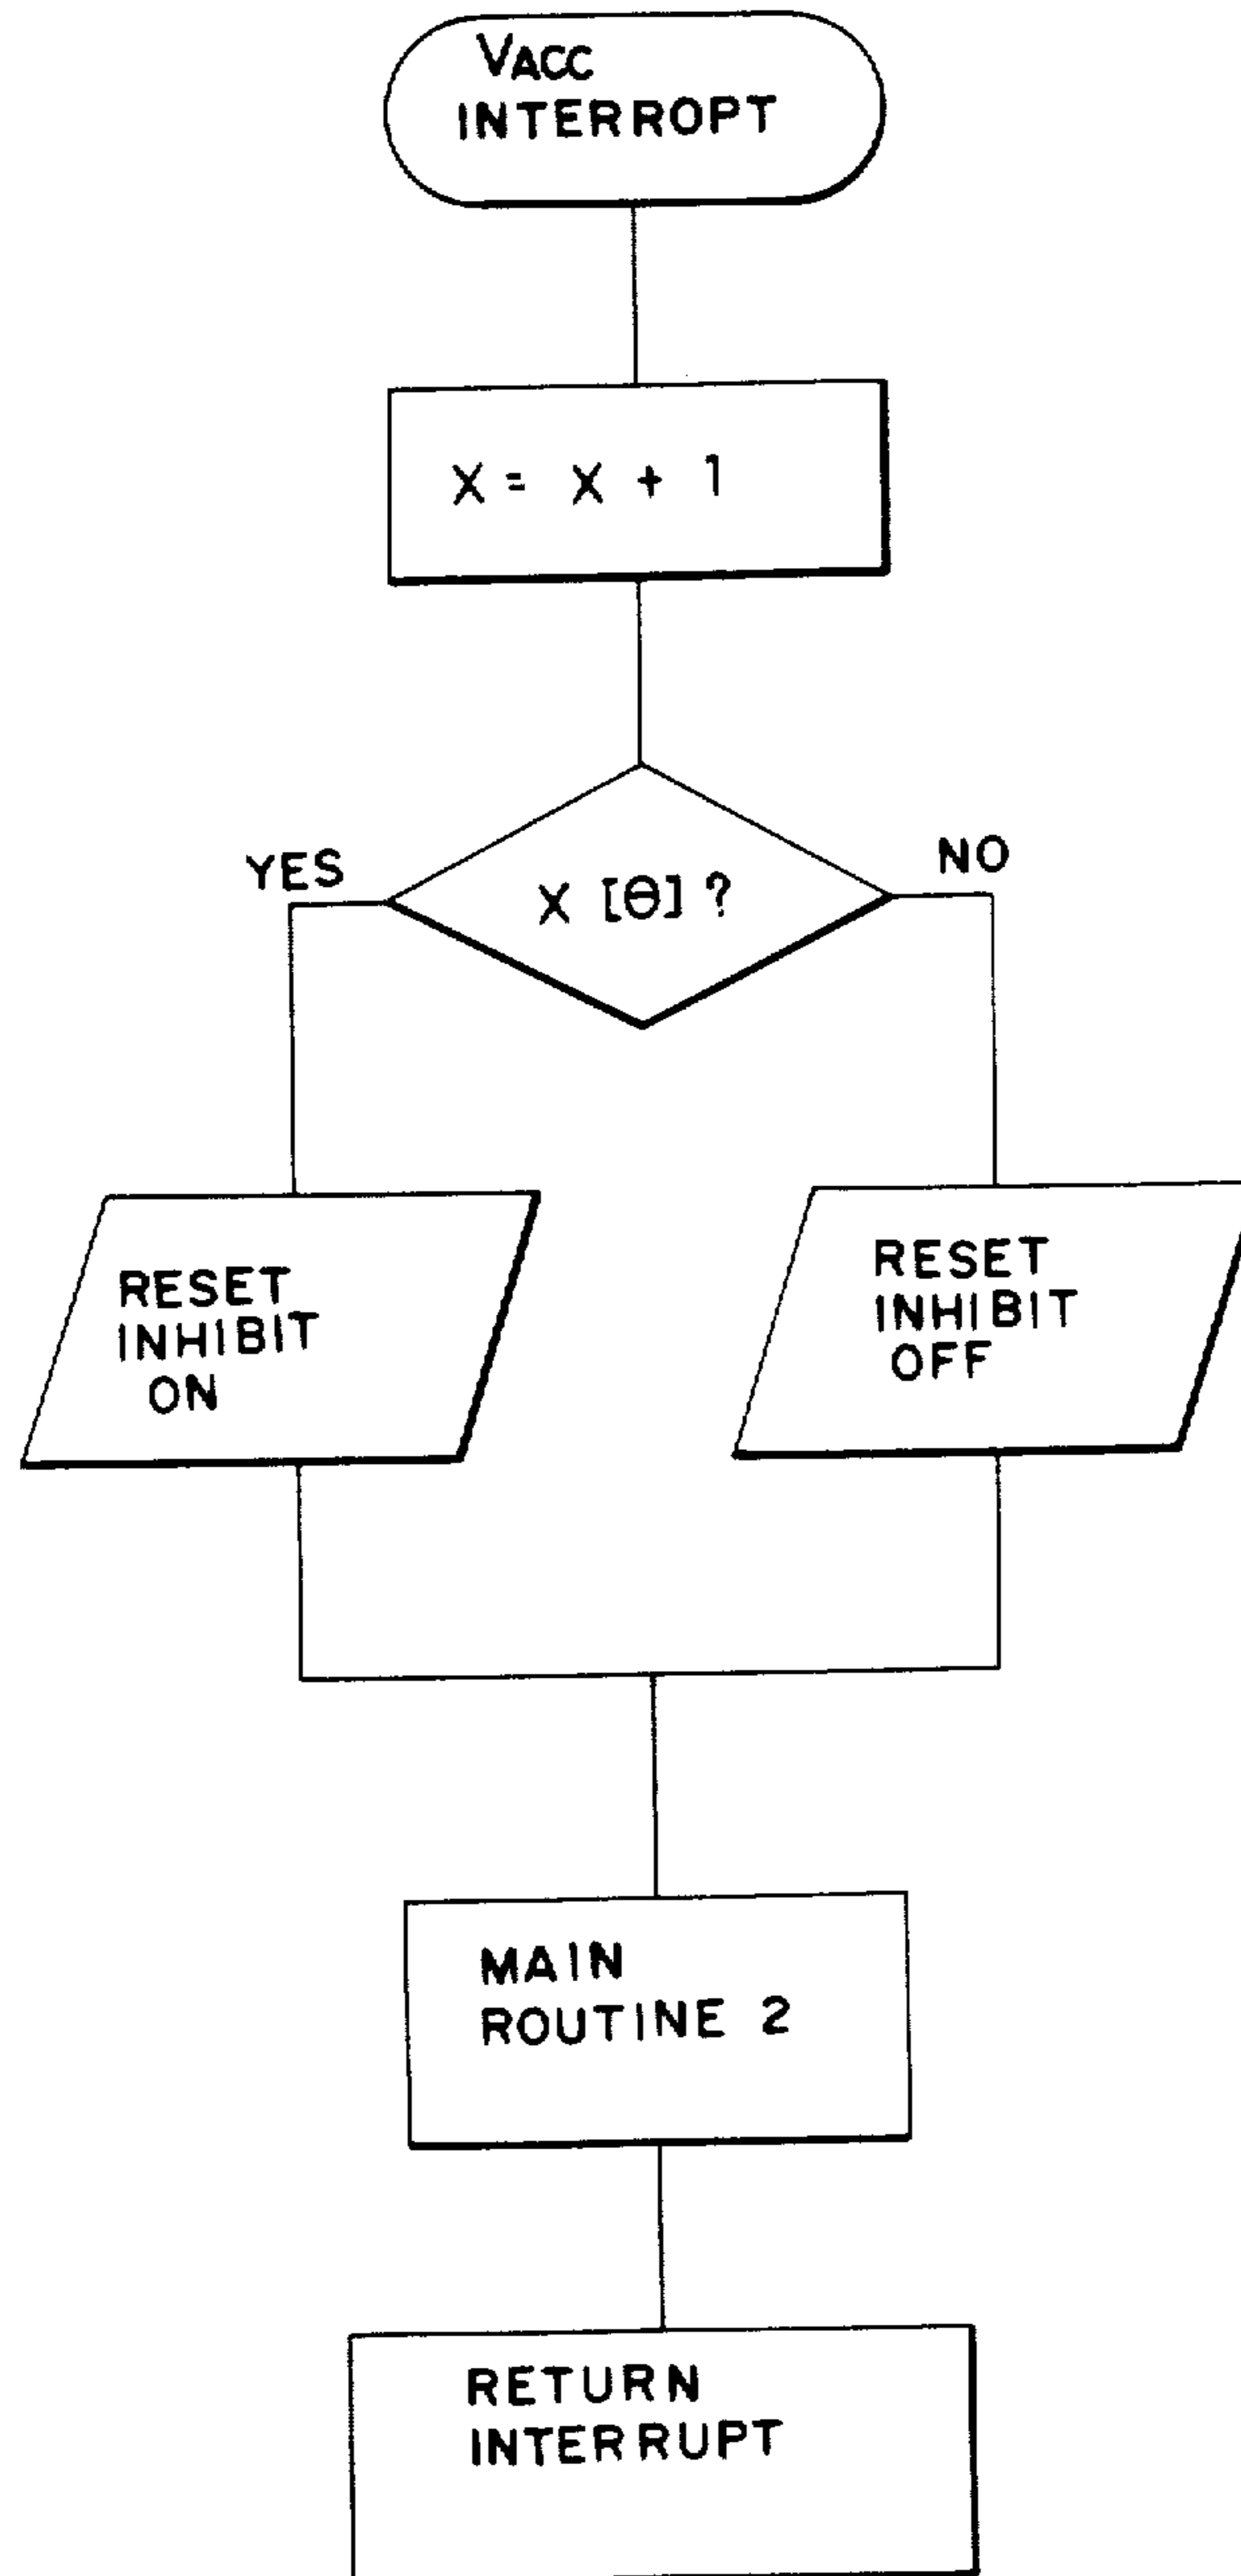 VACC
INTERROPT
X = X + 1
YES
NO
X [θ] ?
RESET
INHIBIT
ON
RESET
INHIBIT
OFF
MAIN
ROUTINE 2
RETURN
INTERRUPT